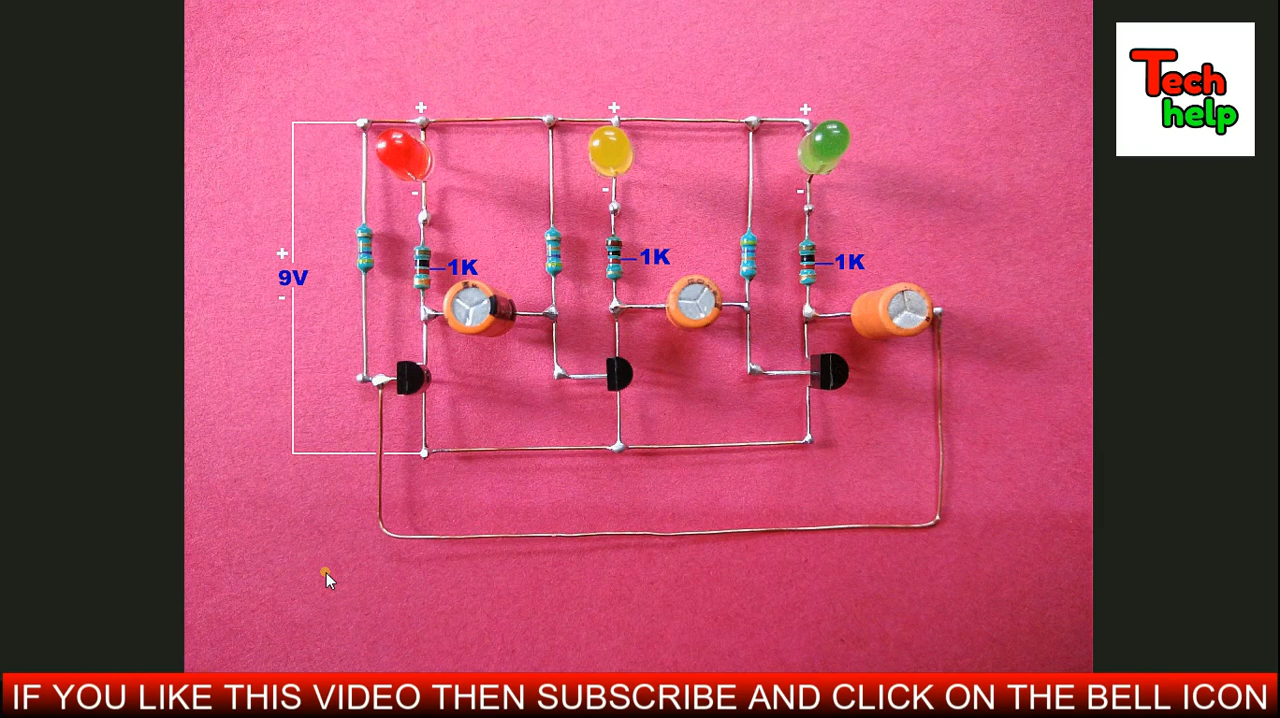 Tech
help
+
+
+
-
-
-
+
9V
-
1K
1K
1K
IF YOU LIKE THIS VIDEO THEN SUBSCRIBE AND CLICK ON THE BELL ICON